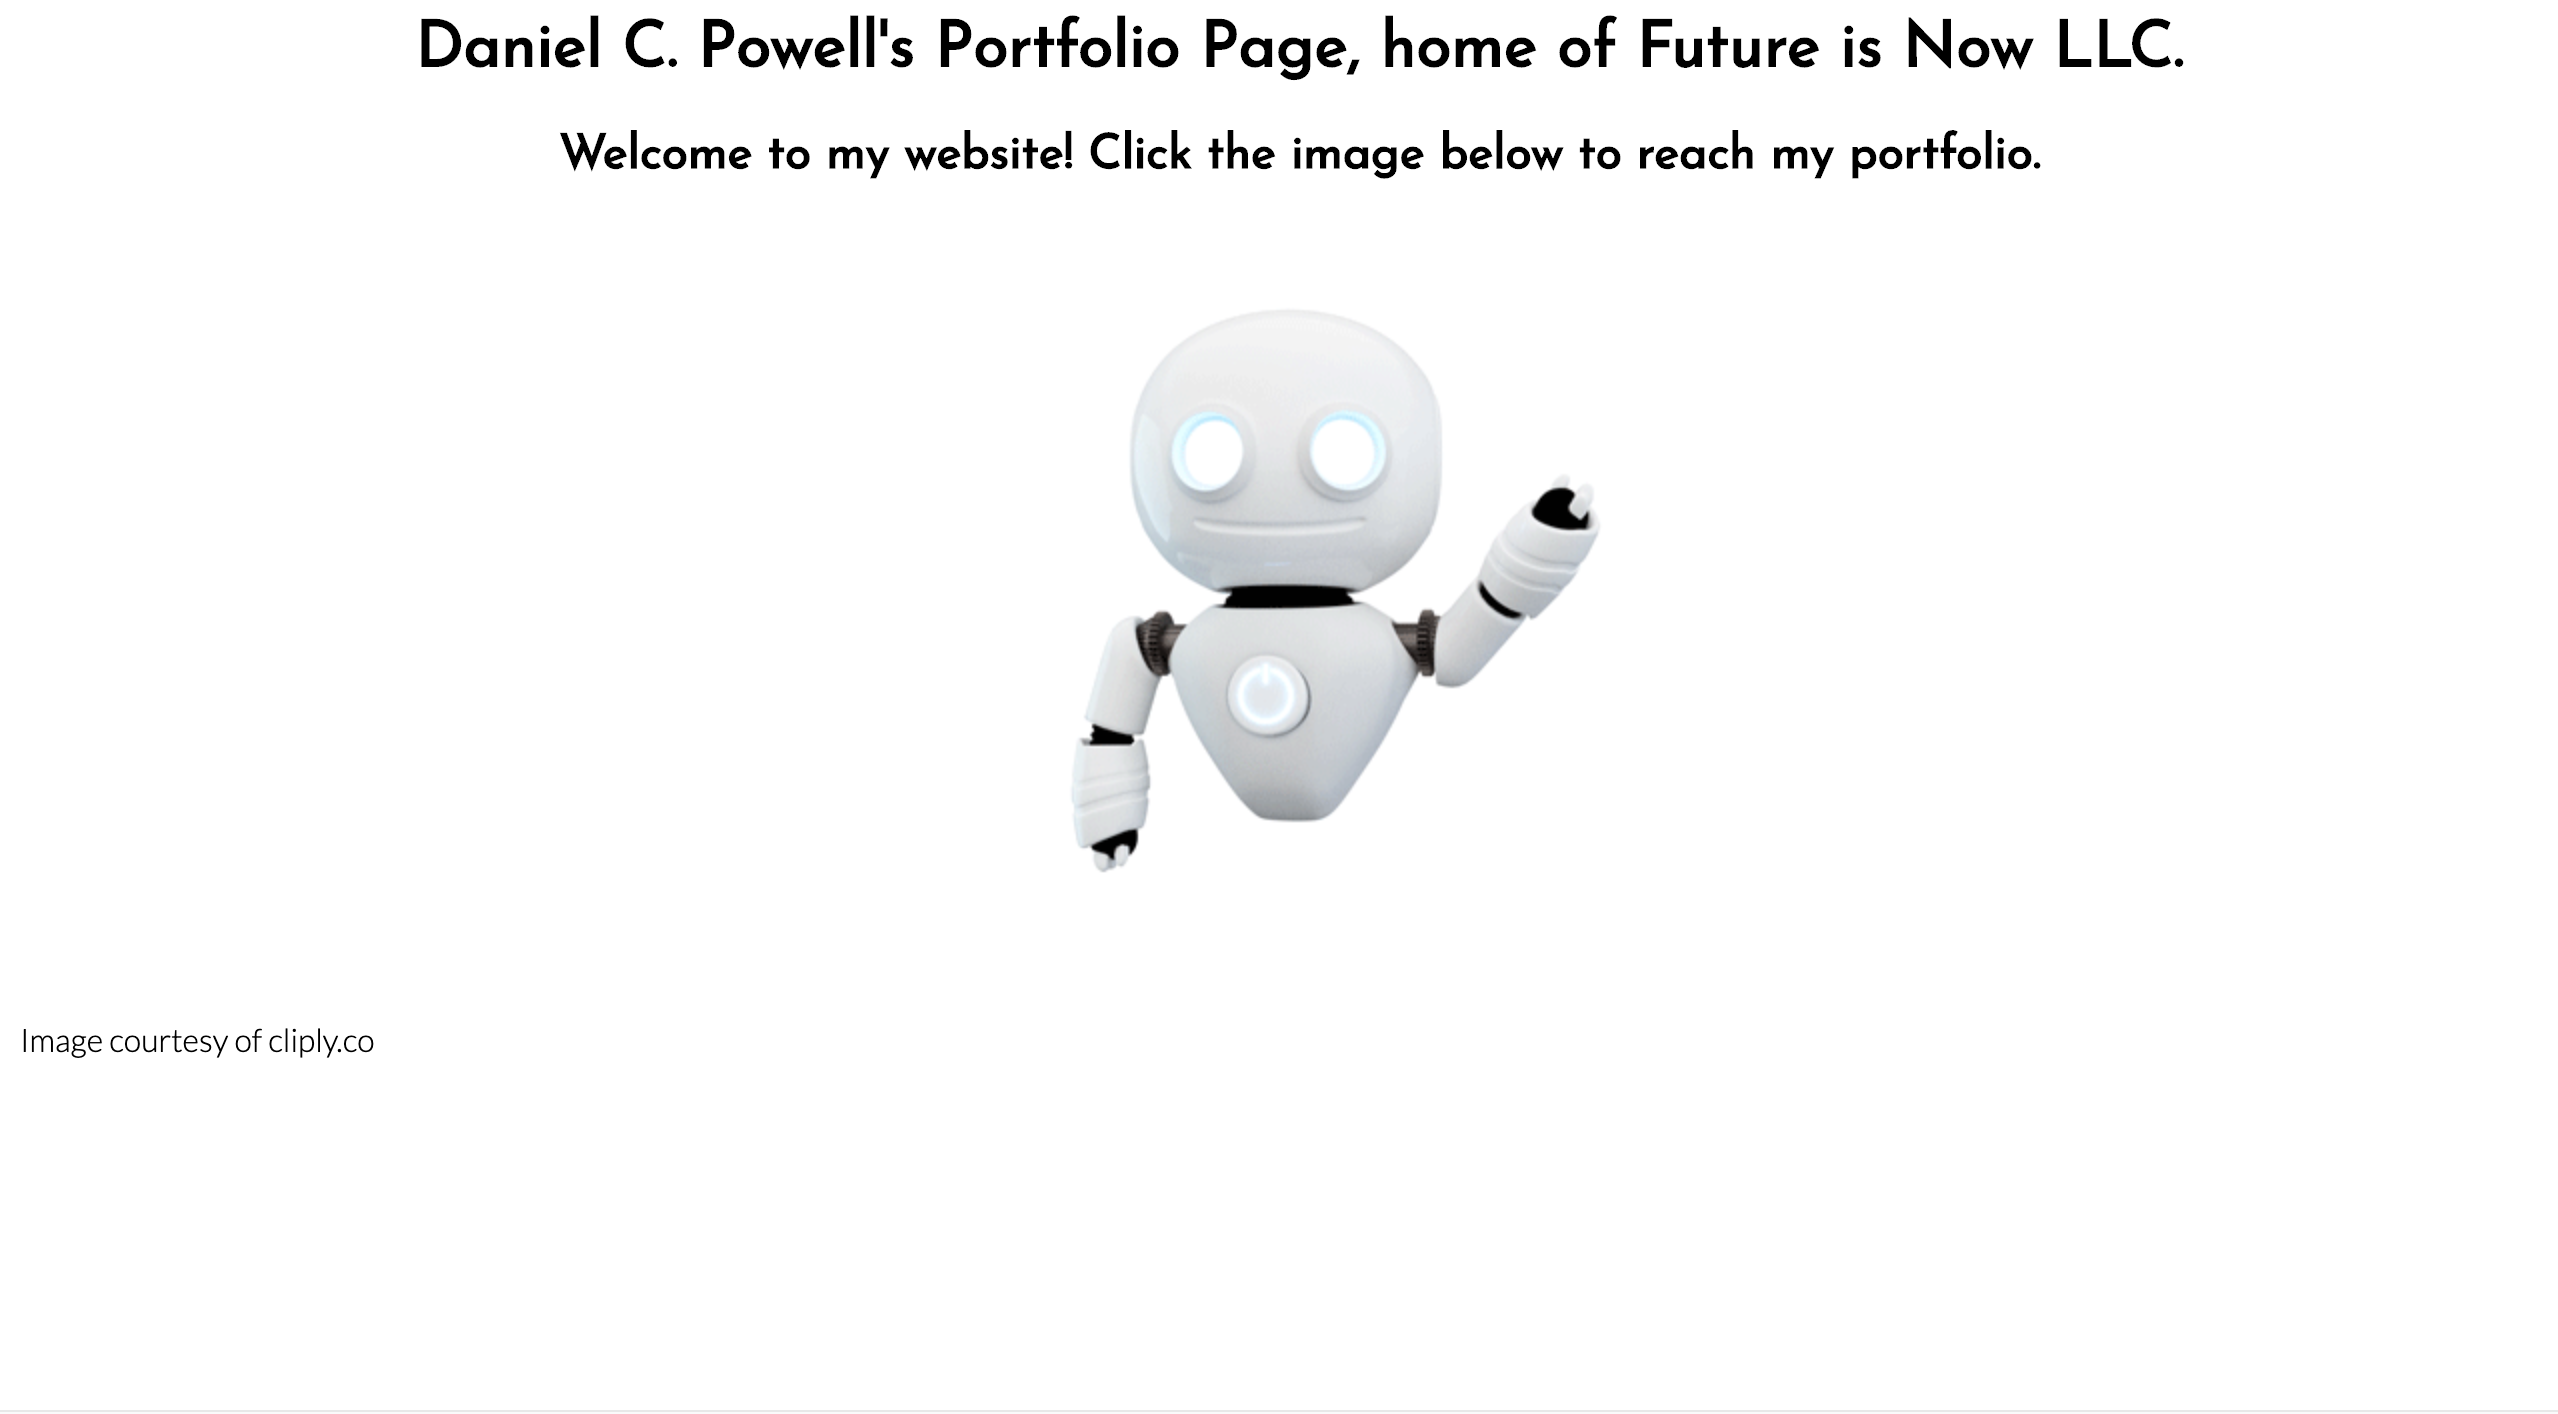 Daniel C. Powell's Portfolio Page, home of Future is Now LLC.
Welcome to my website! Click the image below to reach my portfolio.
Image courtesy of cliply.co